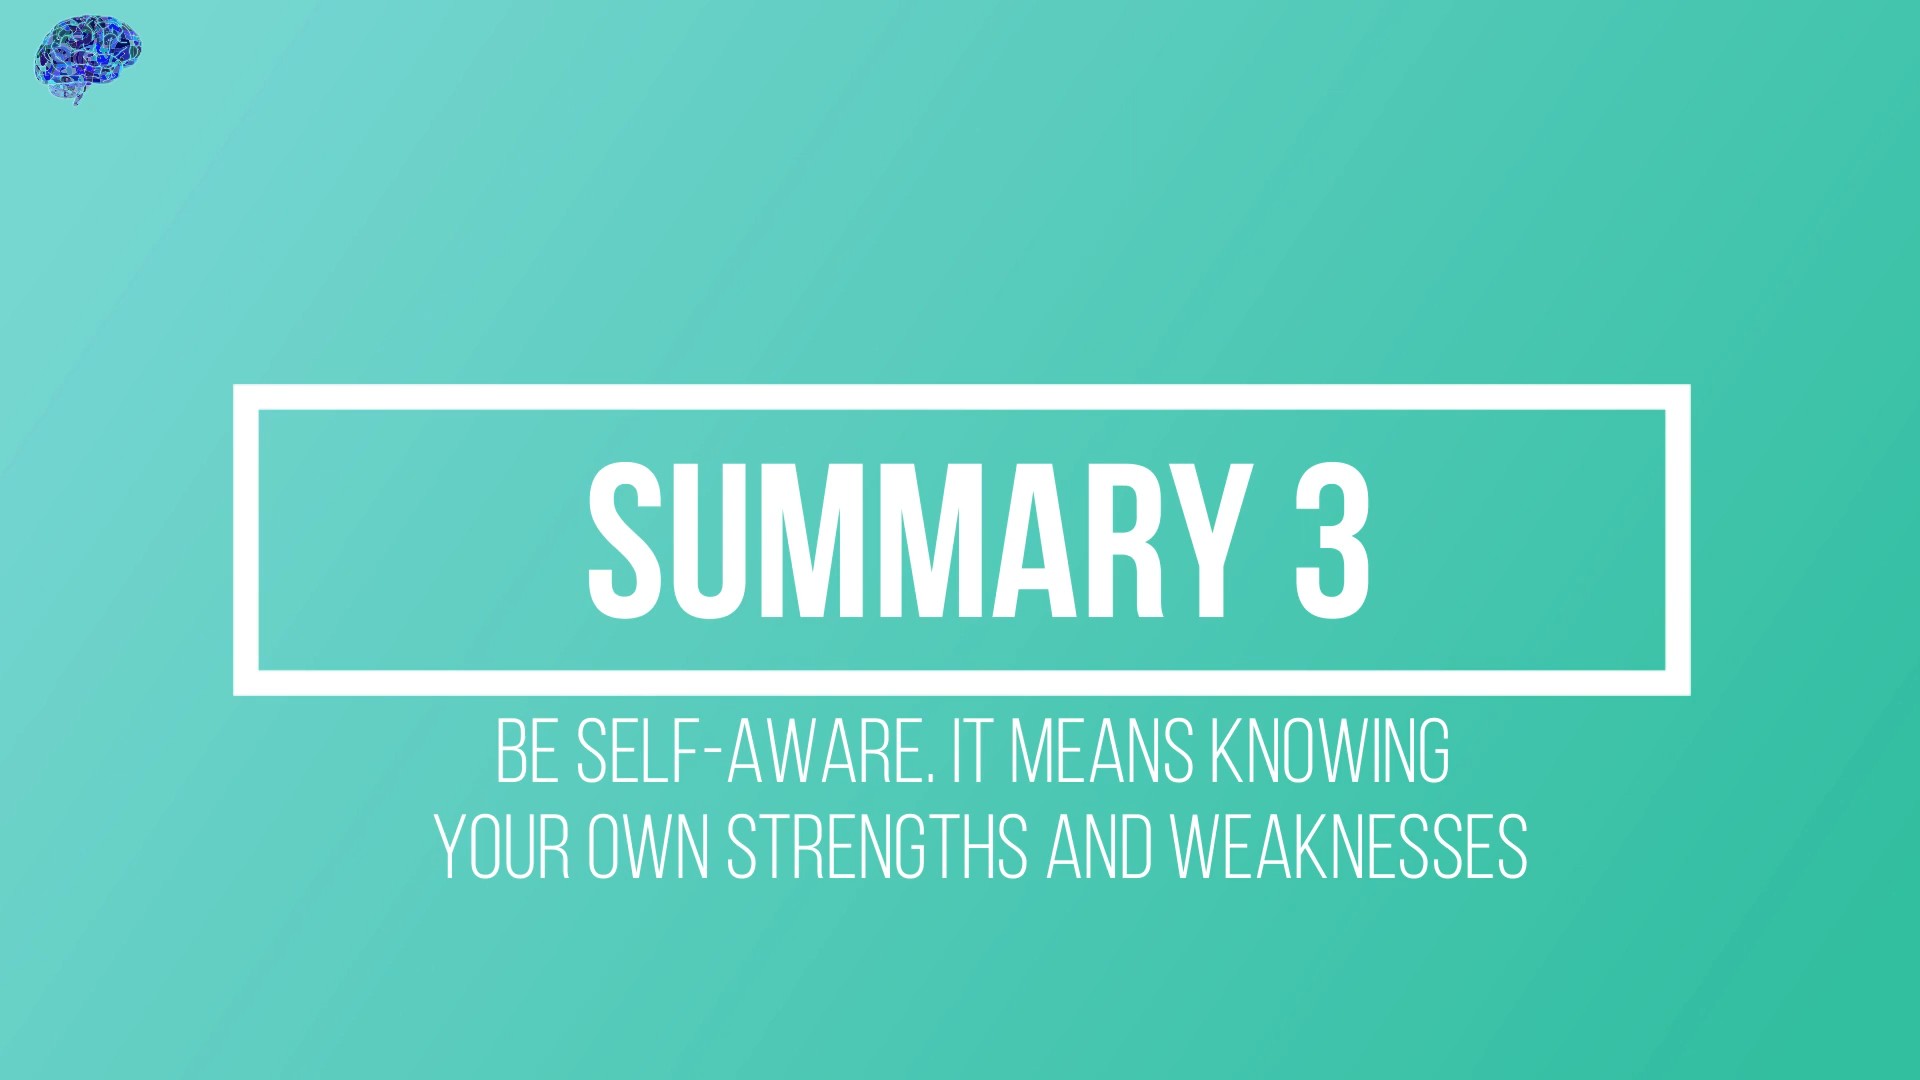 SUMMARY 3
BE SELF-AWARE. IT MEANS KNOWING
YOUR OWN STRENGTHS AND WEAKNESSES